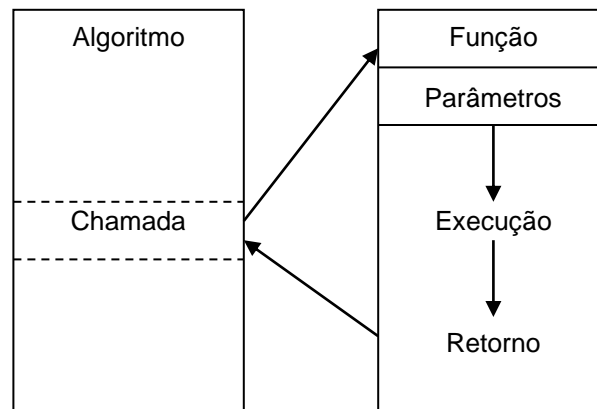 Algoritmo
Chamada
Função
Parâmetros
Execução
Retorno